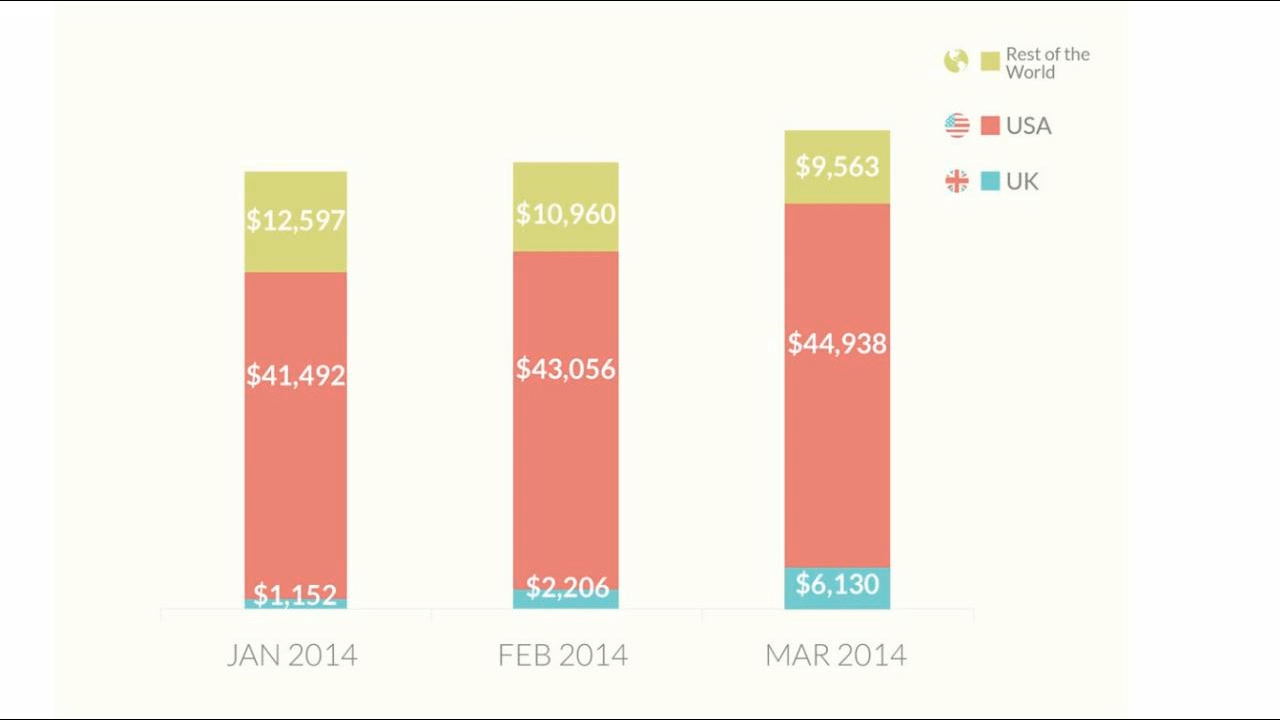 Rest of the
World
USA
UK
$12,597
$10,960
$9,563
$41,492
$43,056
$44,938
$1,152
$2,206
$6,130
JAN 2014
FEB 2014
MAR 2014